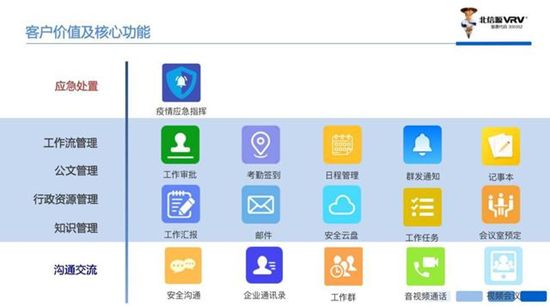 客户价值及核心功能
北信源VRV
股票代码 300352
应急处置
疫情应急指挥
工作流管理
公文管理
行政资源管理
知识管理
工作审批
考勤签到
日程管理
群发通知
记事本
工作汇报
邮件
安全云盘
工作任务
会议室预定
沟通交流
安全沟通
企业通讯录
工作群
音视频通话
视频会议